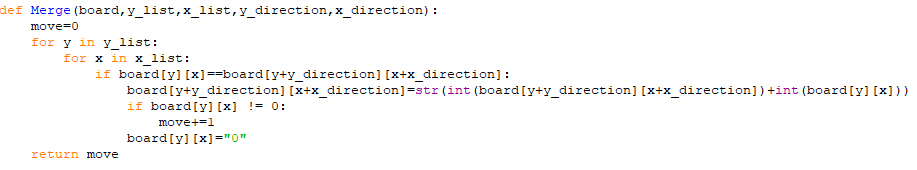 def Merge(board,y_list,x_list,y_direction,x_direction):
    move=0
    for y in y_list:
        for x in x_list:
            if board[y][x]==board[y+y_direction][x+x_direction]:
                board[y+y_direction][x+x_direction]=str(int(board[y+y_direction][x+x_direction])+int(board[y][x]))
                if board[y][x] != 0:
                    move+=1
                board[y][x]="0"
    return move